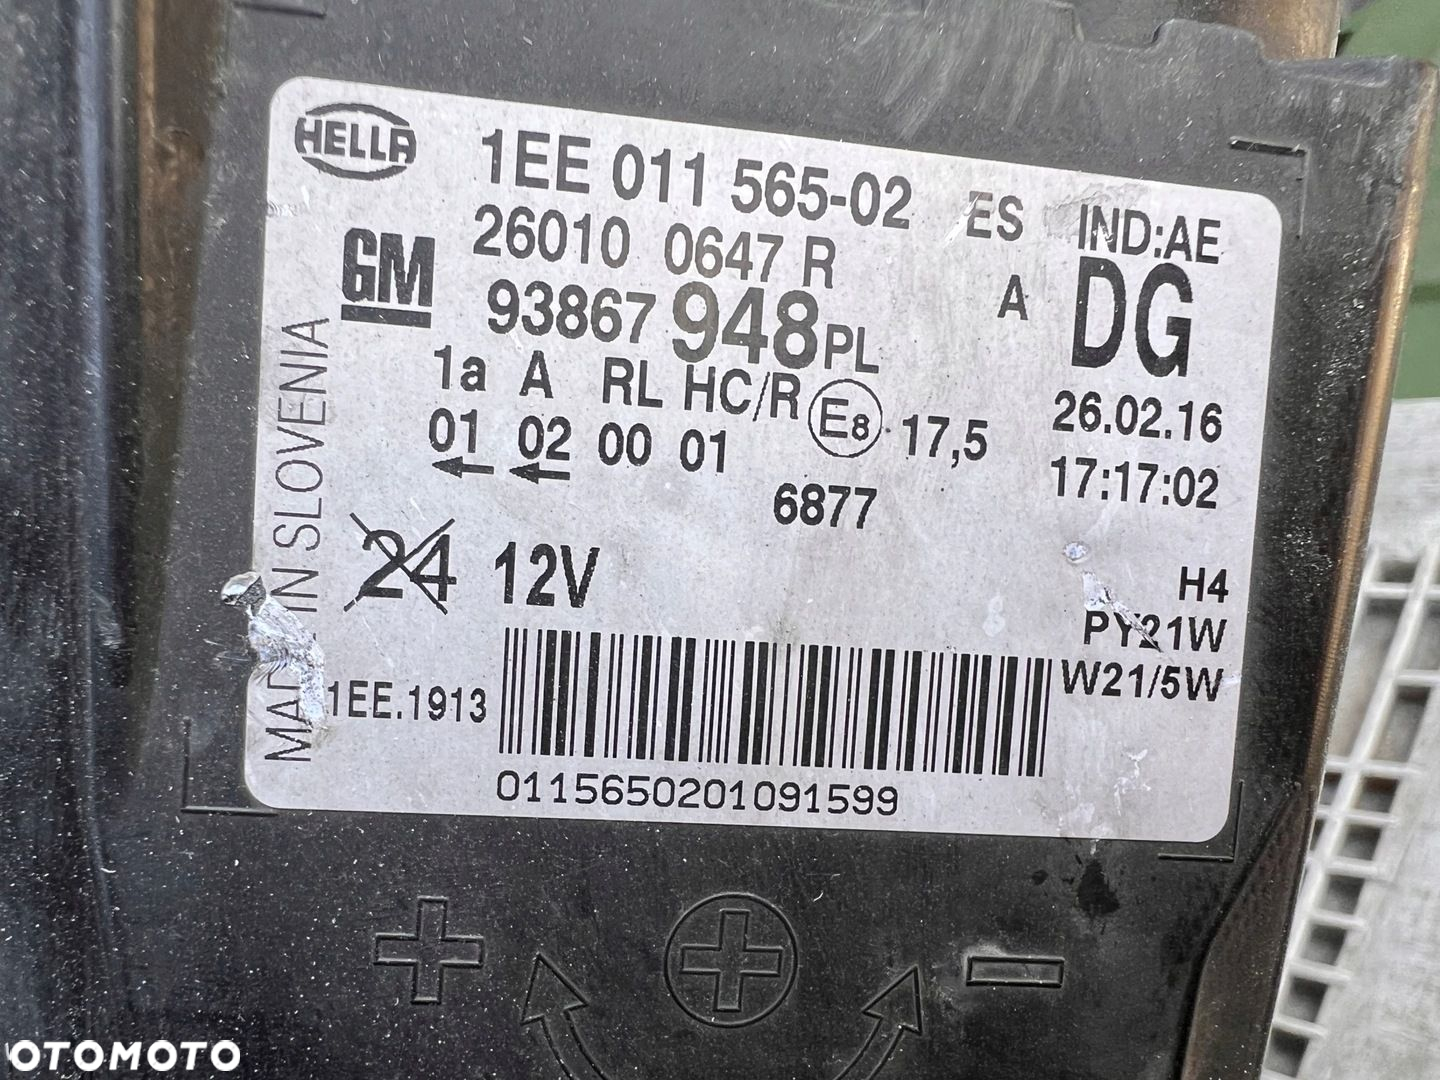 HELLA
1EE 011 565-02 ES IND:AE
GM
26010 0647 R A DG
93867 948 PL
1a A RL HC/R E8 17,5 26.02.16
01 02 00 01 17:17:02
6877
24 12V H4
PY21W
W21/5W
1EE.1913
0115650201091599
MADE IN SLOVENIA
OTOMOTO